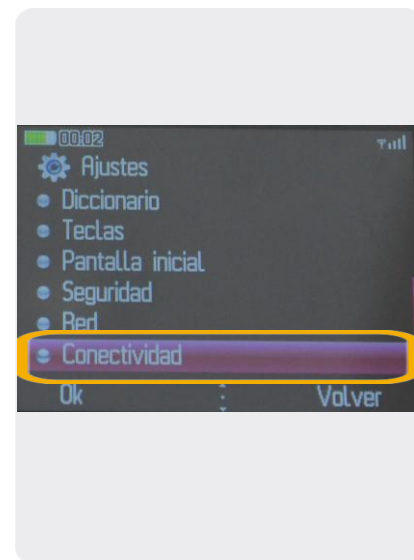 00:02
Ajustes
Diccionario
Teclas
Pantalla inicial
Seguridad
Red
Conectividad
Ok Volver